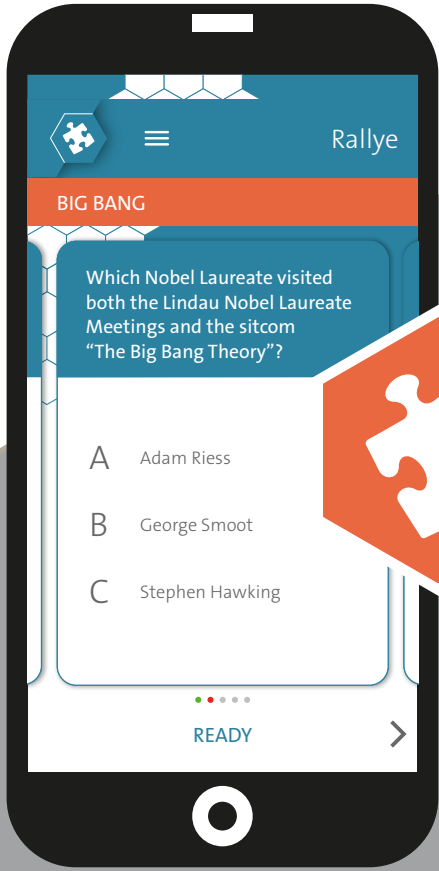 Rallye
BIG BANG
Which Nobel Laureate visited
both the Lindau Nobel Laureate
Meetings and the sitcom
“The Big Bang Theory”?
A Adam Riess
B George Smoot
C Stephen Hawking
READY